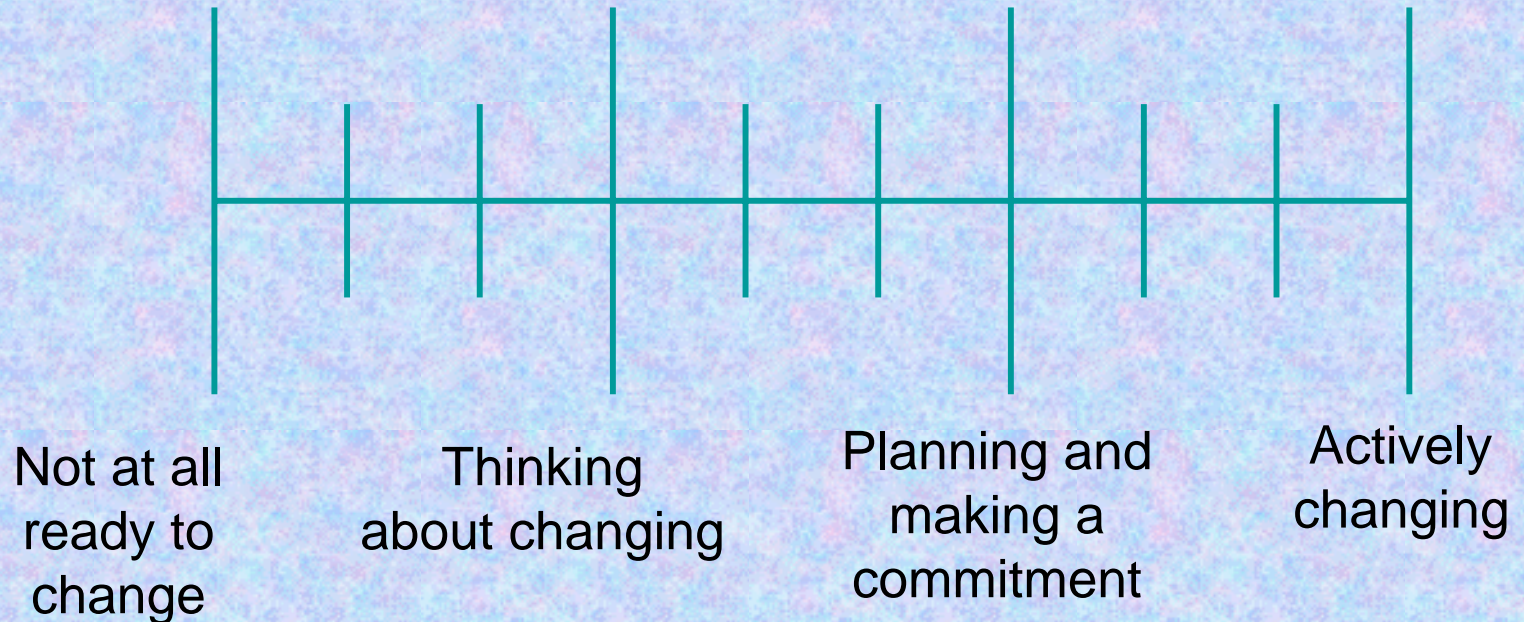 Not at all
ready to
change
Thinking
about changing
Planning and
making a
commitment
Actively
changing